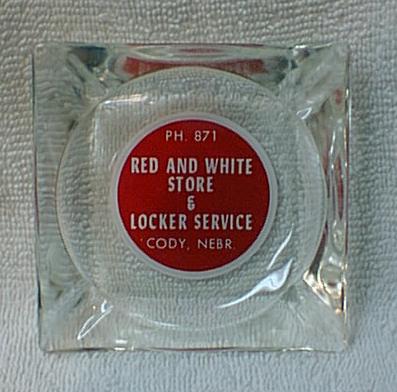 PH. 871
RED AND WHITE
STORE
&
LOCKER SERVICE
CODY, NEBR.